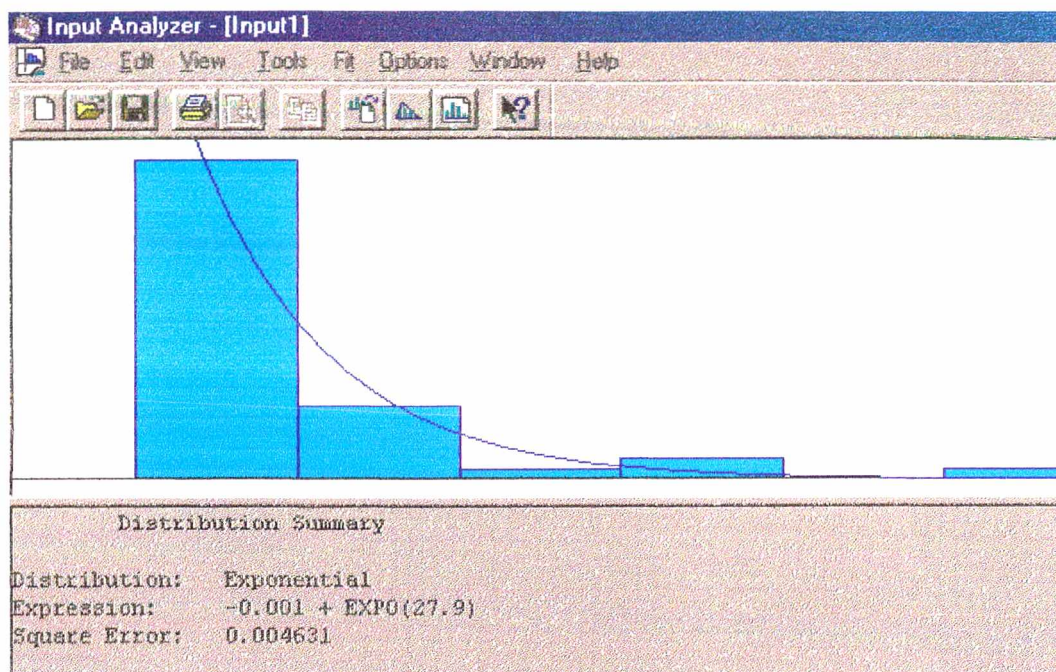 Input Analyzer - [Input1]
File Edit View Tools Fit Options Window Help
Distribution Summary
Distribution: Exponential
Expression: -0.001 + EXPO(27.9)
Square Error: 0.004631